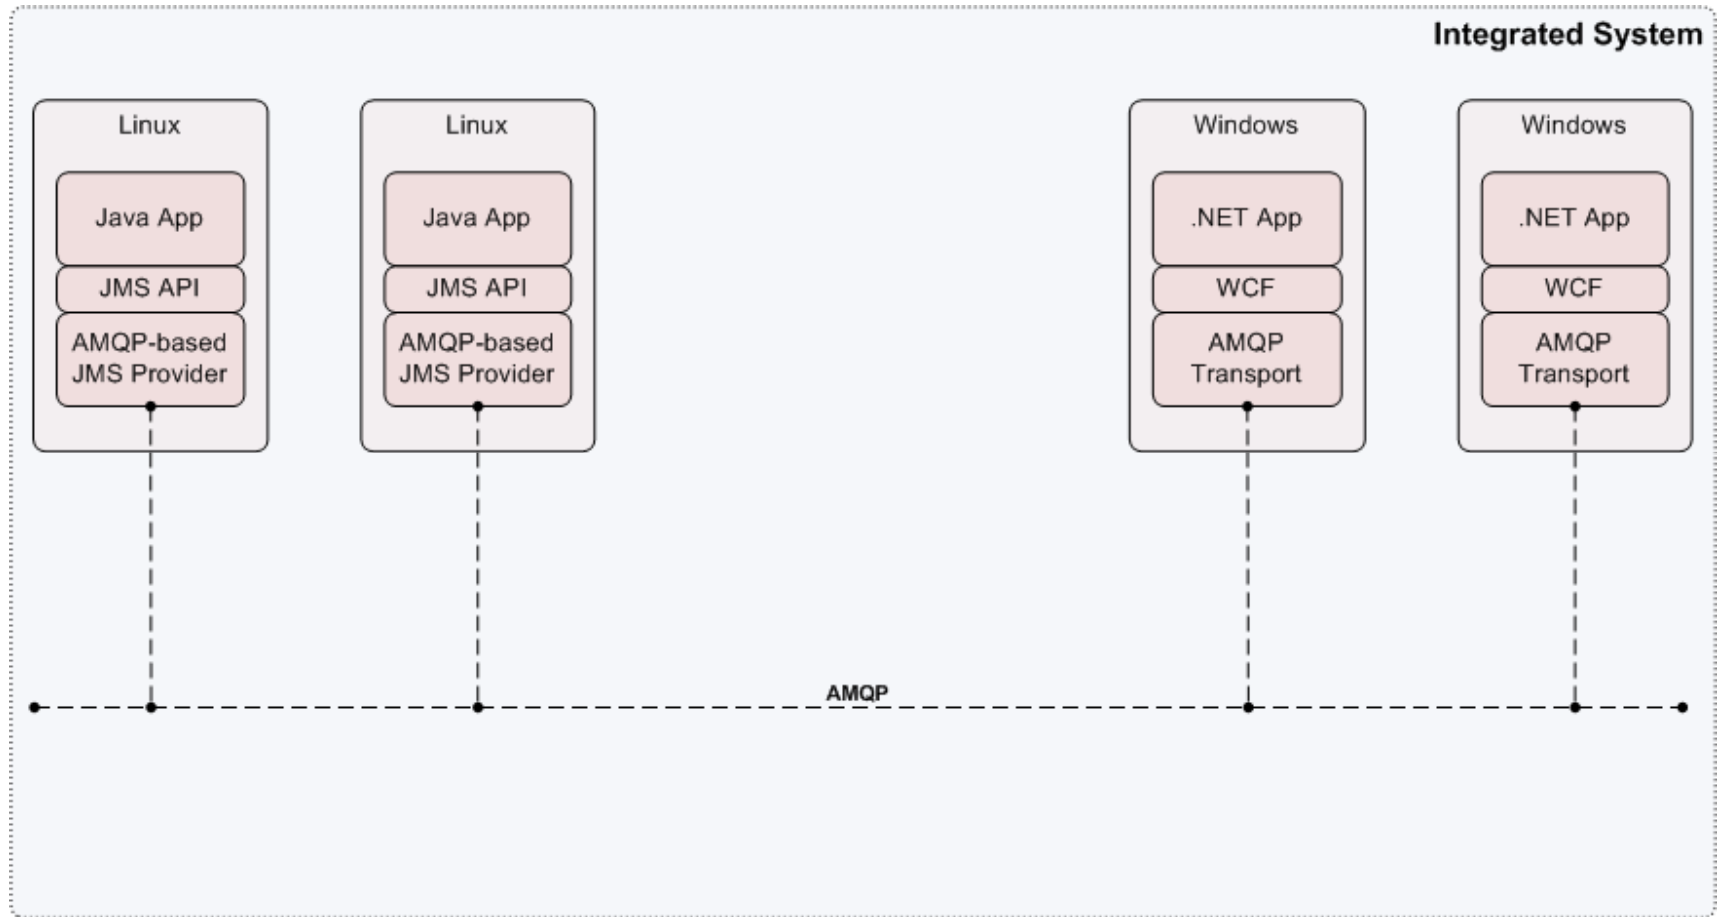 Integrated System
Linux
Java App
JMS API
AMQP-based
JMS Provider
Linux
Java App
JMS API
AMQP-based
JMS Provider
Windows
.NET App
WCF
AMQP
Transport
Windows
.NET App
WCF
AMQP
Transport
AMQP